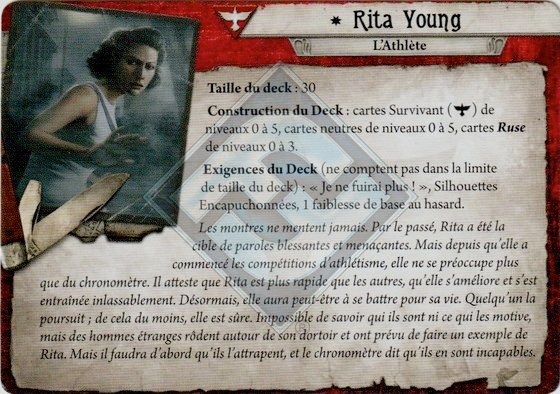 * Rita Young
L'Athlète
Taille du deck : 30
Construction du Deck : cartes Survivant ( ) de
niveaux 0 à 5, cartes neutres de niveaux 0 à 5, cartes Ruse
de niveaux 0 à 3.
Exigences du Deck (ne comptent pas dans la limite
de taille du deck) : « Je ne fuirai plus ! », Silhouettes
Encapuchonnées, 1 faiblesse de base au hasard.
Les montres ne mentent jamais. Par le passé, Rita a été la
cible de paroles blessantes et menaçantes. Mais depuis qu'elle a
commencé les compétitions d'athlétisme, elle ne se préoccupe plus
que du chronomètre. Il atteste que Rita est plus rapide que les autres, qu'elle s'améliore et s'est
entraînée inlassablement. Désormais, elle aura peut-être à se battre pour sa vie. Quelqu'un la
poursuit ; de cela du moins, elle est sûre. Impossible de savoir qui ils sont ni ce qui les motive,
mais des hommes étranges rôdent autour de son dortoir et ont prévu de faire un exemple de
Rita. Mais il faudra d'abord qu'ils l'attrapent, et le chronomètre dit qu'ils en sont incapables.